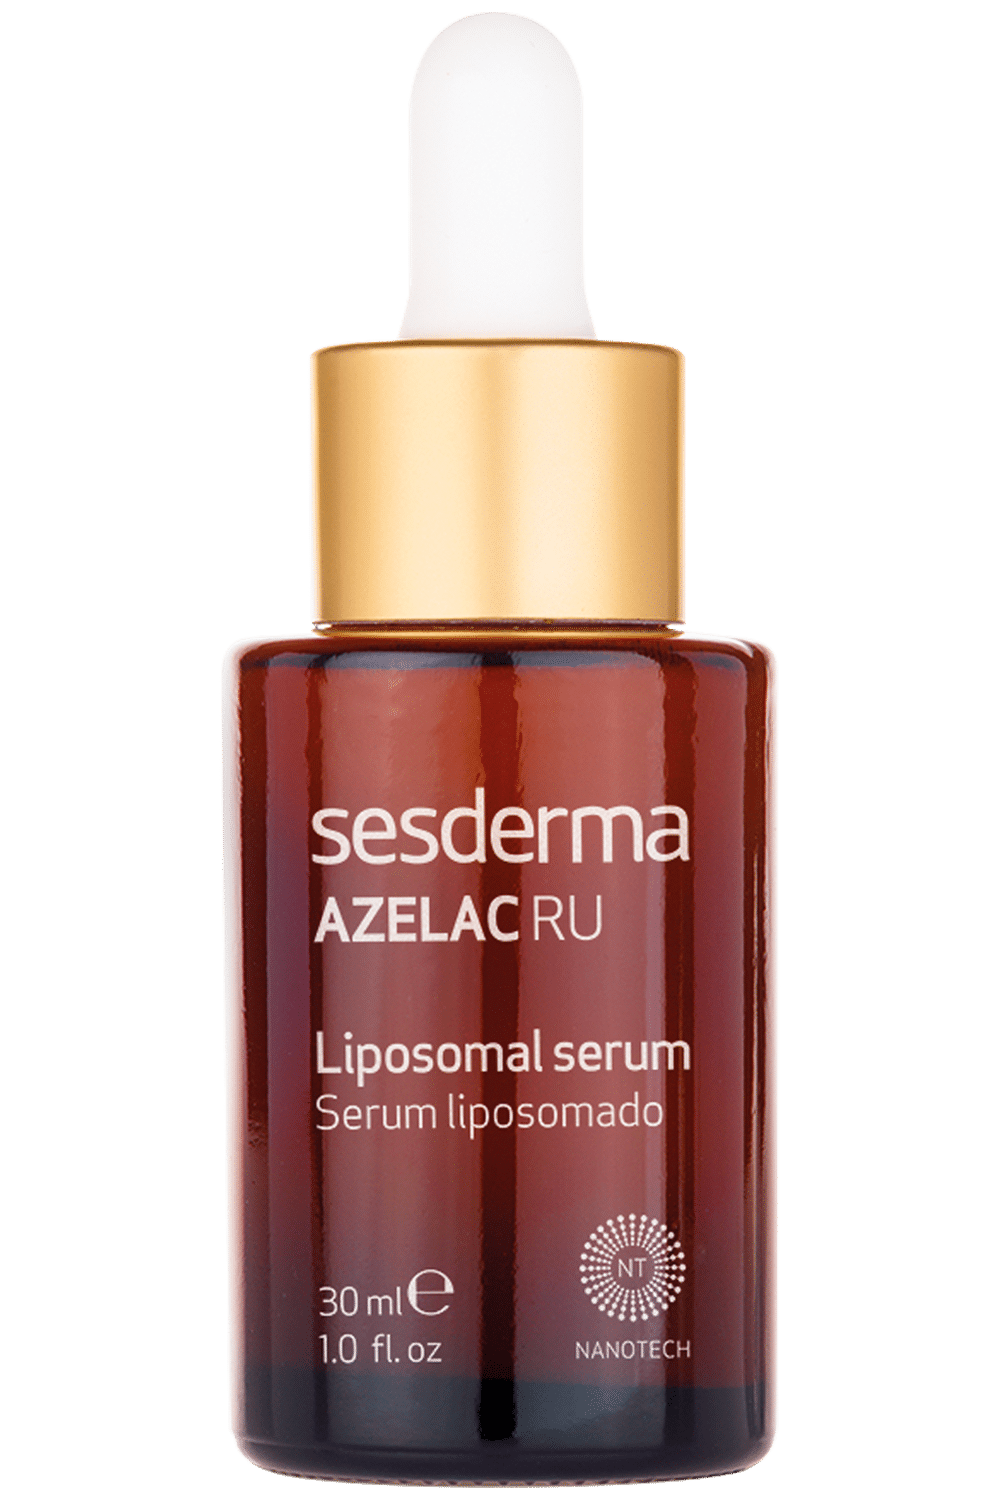 sesderma
AZELAC RU
Liposomal serum
Serum liposomado
30 ml ℮
1.0 fl. oz
NT
NANOTECH